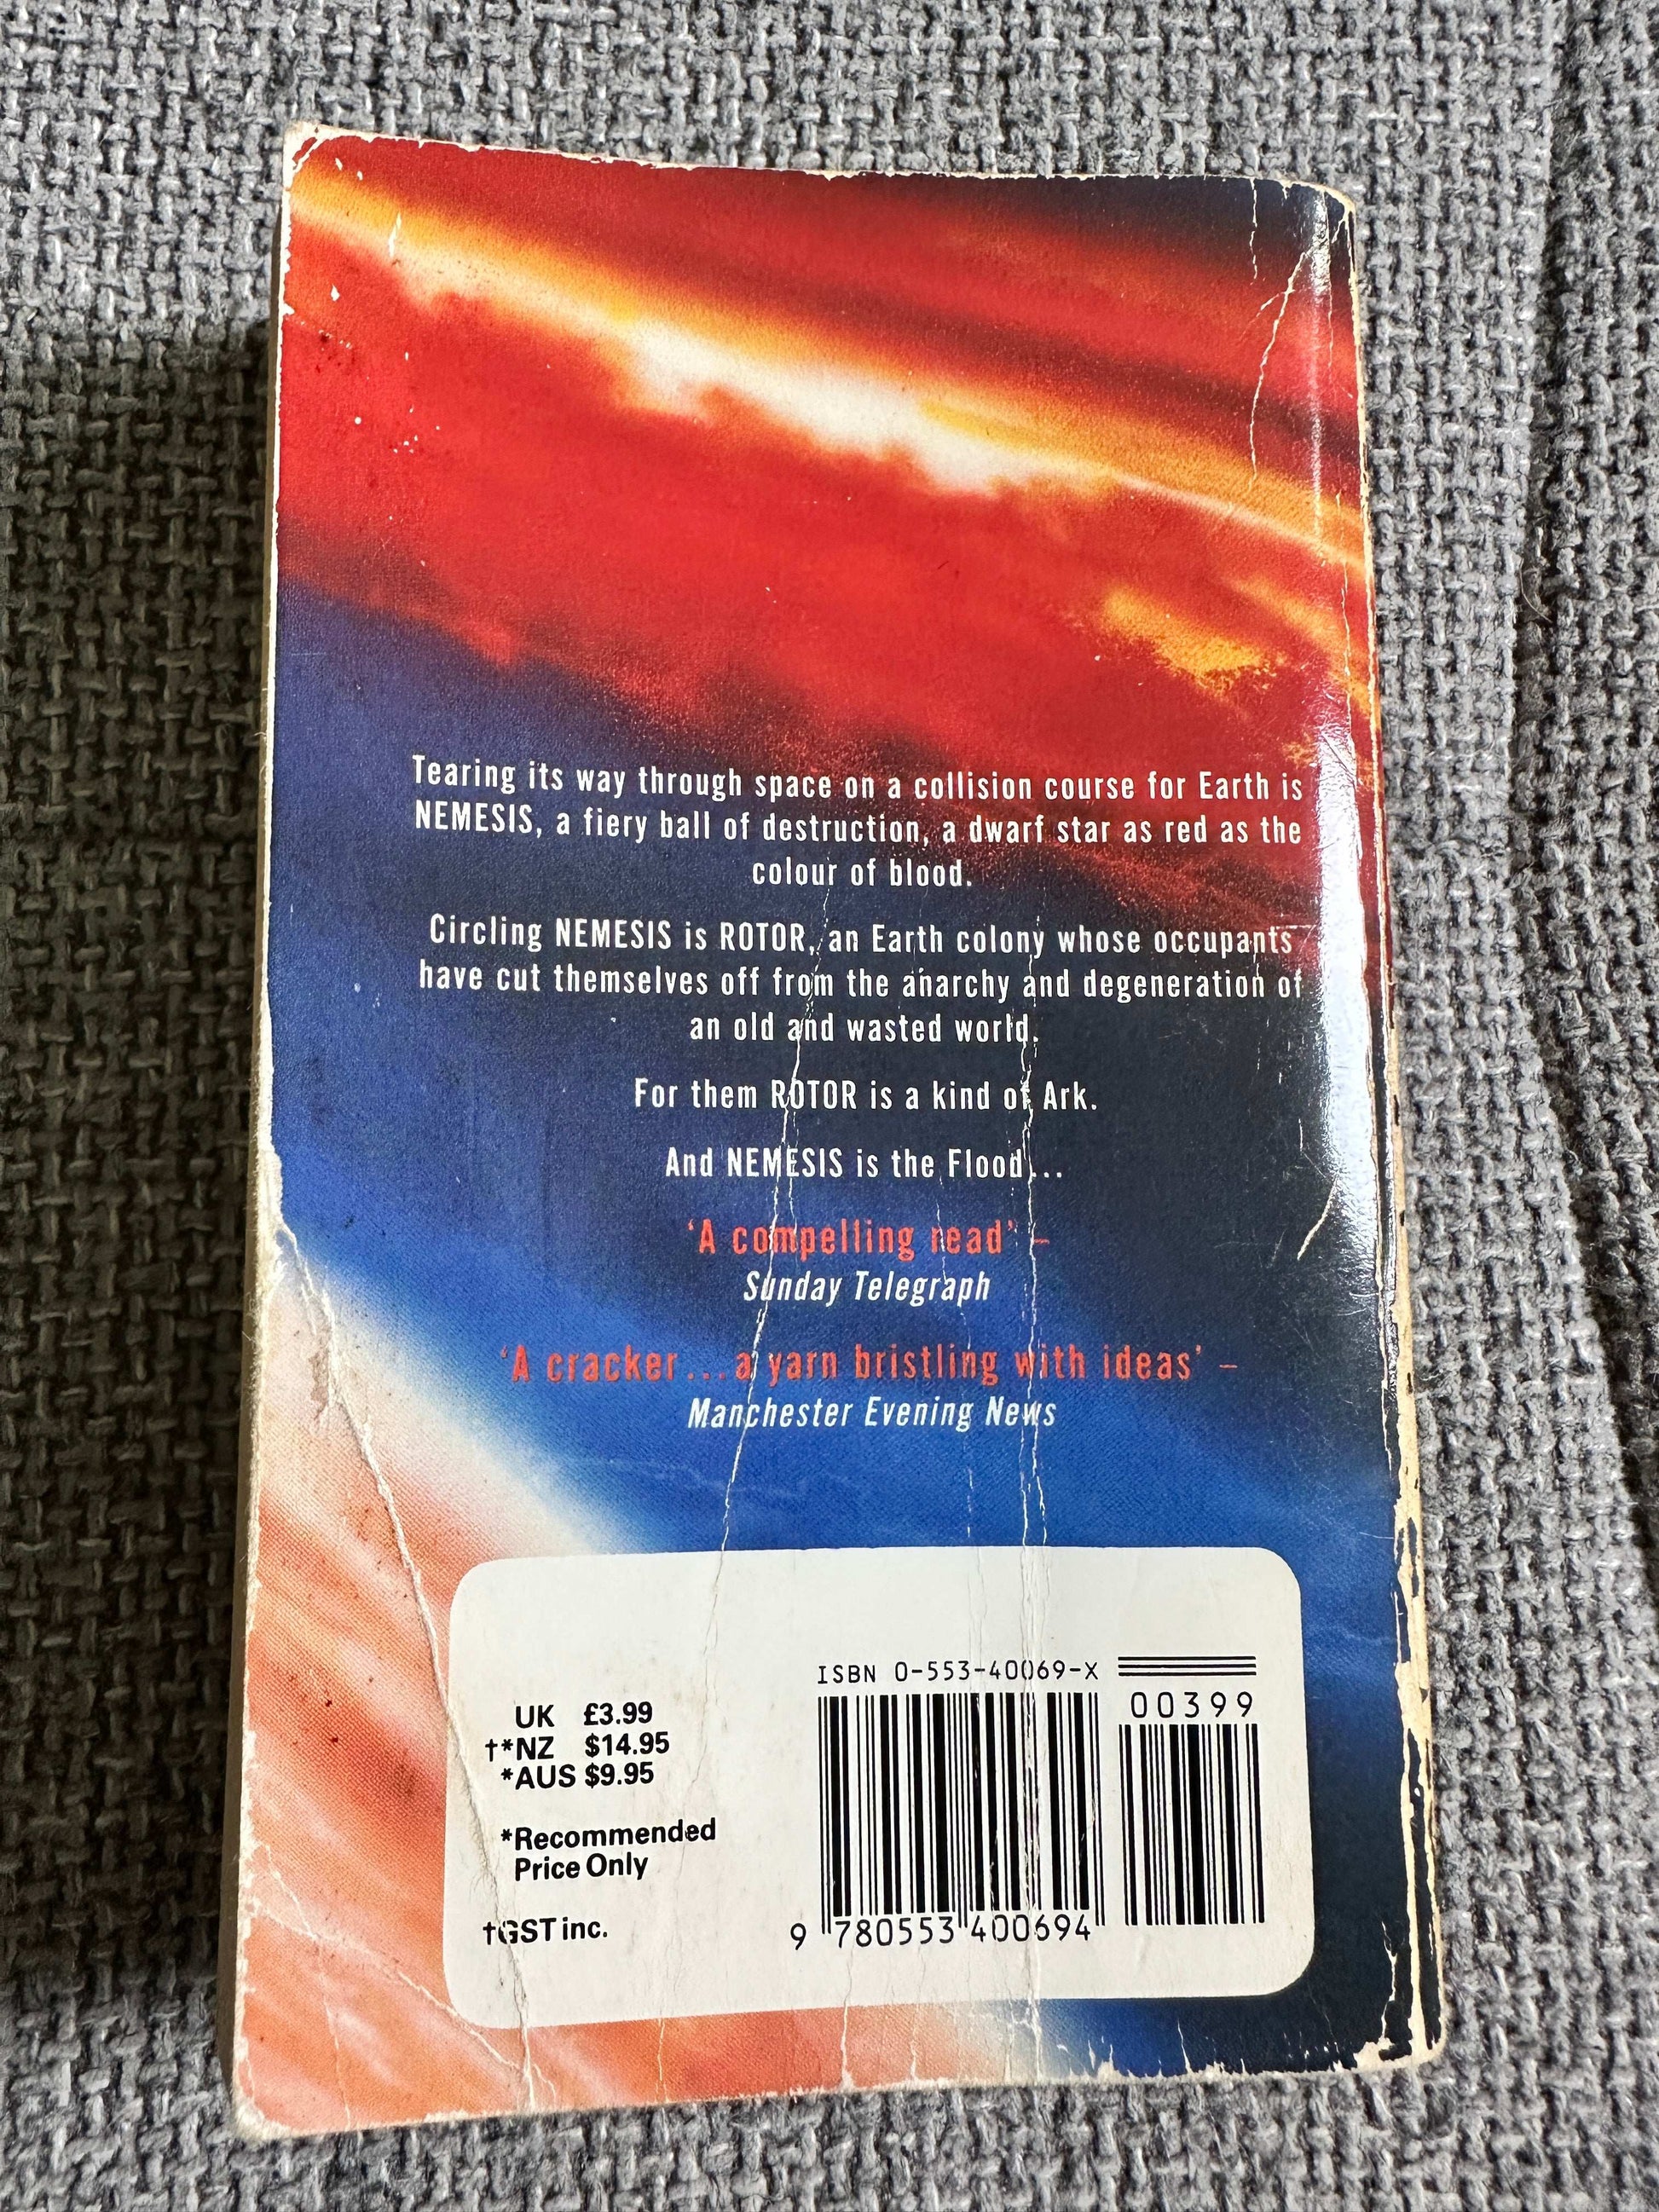 Tearing its way through space on a collision course for Earth is
NEMESIS, a fiery ball of destruction, a dwarf star as red as the
colour of blood.
Circling NEMESIS is ROTOR, an Earth colony whose occupants
have cut themselves off from the anarchy and degeneration of
an old and wasted world.
For them ROTOR is a kind of Ark.
And NEMESIS is the Flood...
‘A compelling read’ –
Sunday Telegraph
‘A cracker...a yarn bristling with ideas’ –
Manchester Evening News
UK £3.99
†*NZ $14.95
*AUS $9.95
*Recommended
Price Only
†GST inc.
ISBN 0-553-40069-X
00399
9 780553 400694